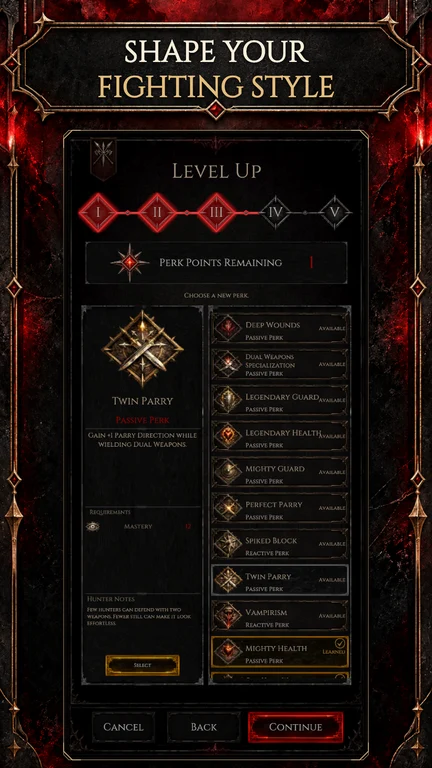 SHAPE YOUR
FIGHTING STYLE
LEVEL UP
I II III IV V
PERK POINTS REMAINING I
CHOOSE A NEW PERK
TWIN PARRY
PASSIVE PERK
GAIN +1 PARRY DIRECTION WHILE
WIELDING DUAL WEAPONS.
REQUIREMENTS
MASTERY
HUNTER NOTES
FEW HUNTERS CAN DEFEND WITH TWO
WEAPONS. FEWER STILL CAN MAKE IT LOOK
EFFORTLESS.
SELECT
DEEP WOUNDS
PASSIVE PERK
AVAILABLE
DUAL WEAPONS
SPECIALIZATION
PASSIVE PERK
AVAILABLE
LEGENDARY GUARD
PASSIVE PERK
AVAILABLE
LEGENDARY HEALTH
PASSIVE PERK
AVAILABLE
MIGHTY GUARD
PASSIVE PERK
AVAILABLE
PERFECT PARRY
PASSIVE PERK
AVAILABLE
SPIKED BLOCK
REACTIVE PERK
AVAILABLE
TWIN PARRY
PASSIVE PERK
AVAILABLE
VAMPIRISM
REACTIVE PERK
AVAILABLE
MIGHTY HEALTH
PASSIVE PERK
LEARNED
CANCEL
BACK
CONTINUE